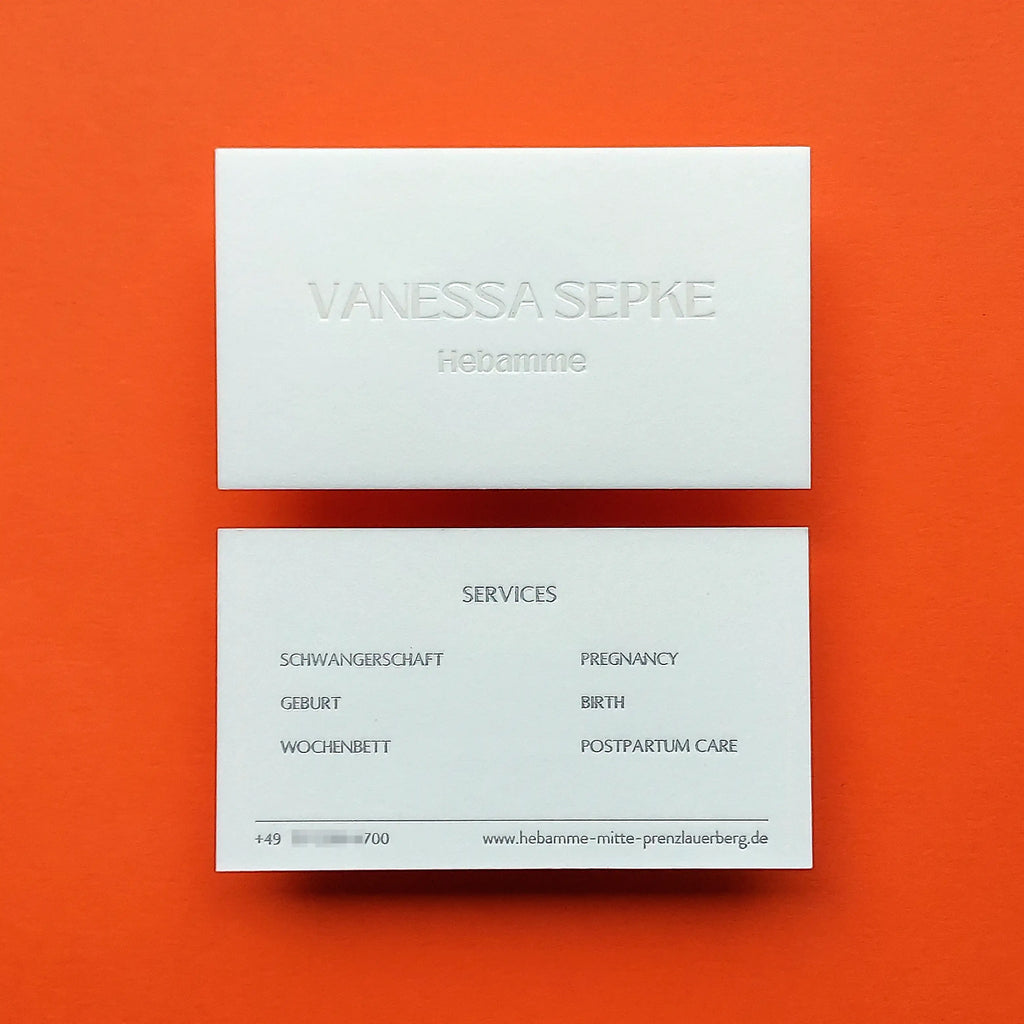 VANESSA SEPKE
Hebamme
SERVICES
SCHWANGERSCHAFT PREGNANCY
GEBURT BIRTH
WOCHENBETT POSTPARTUM CARE
+49 700 www.hebamme-mitte-prenzlauerberg.de